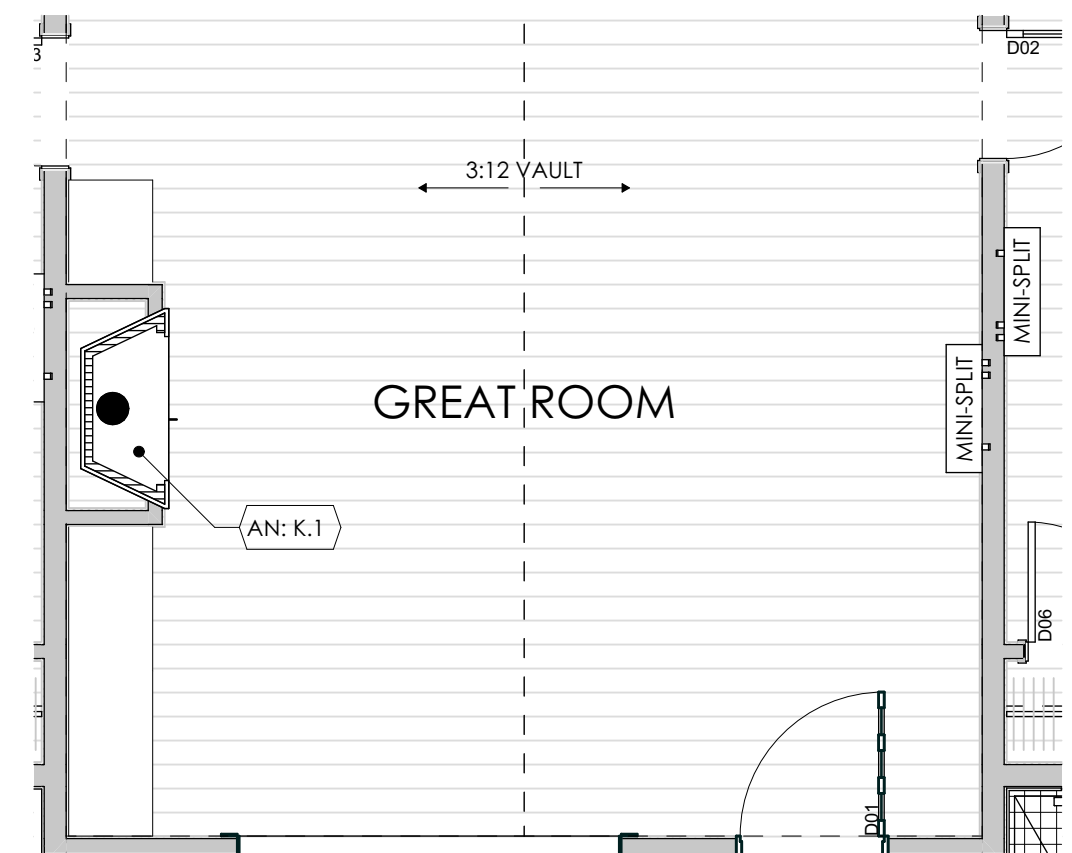 3
D02
3:12 VAULT
MINI-SPLIT
MINI-SPLIT
GREAT ROOM
AN: K.1
D06
D01